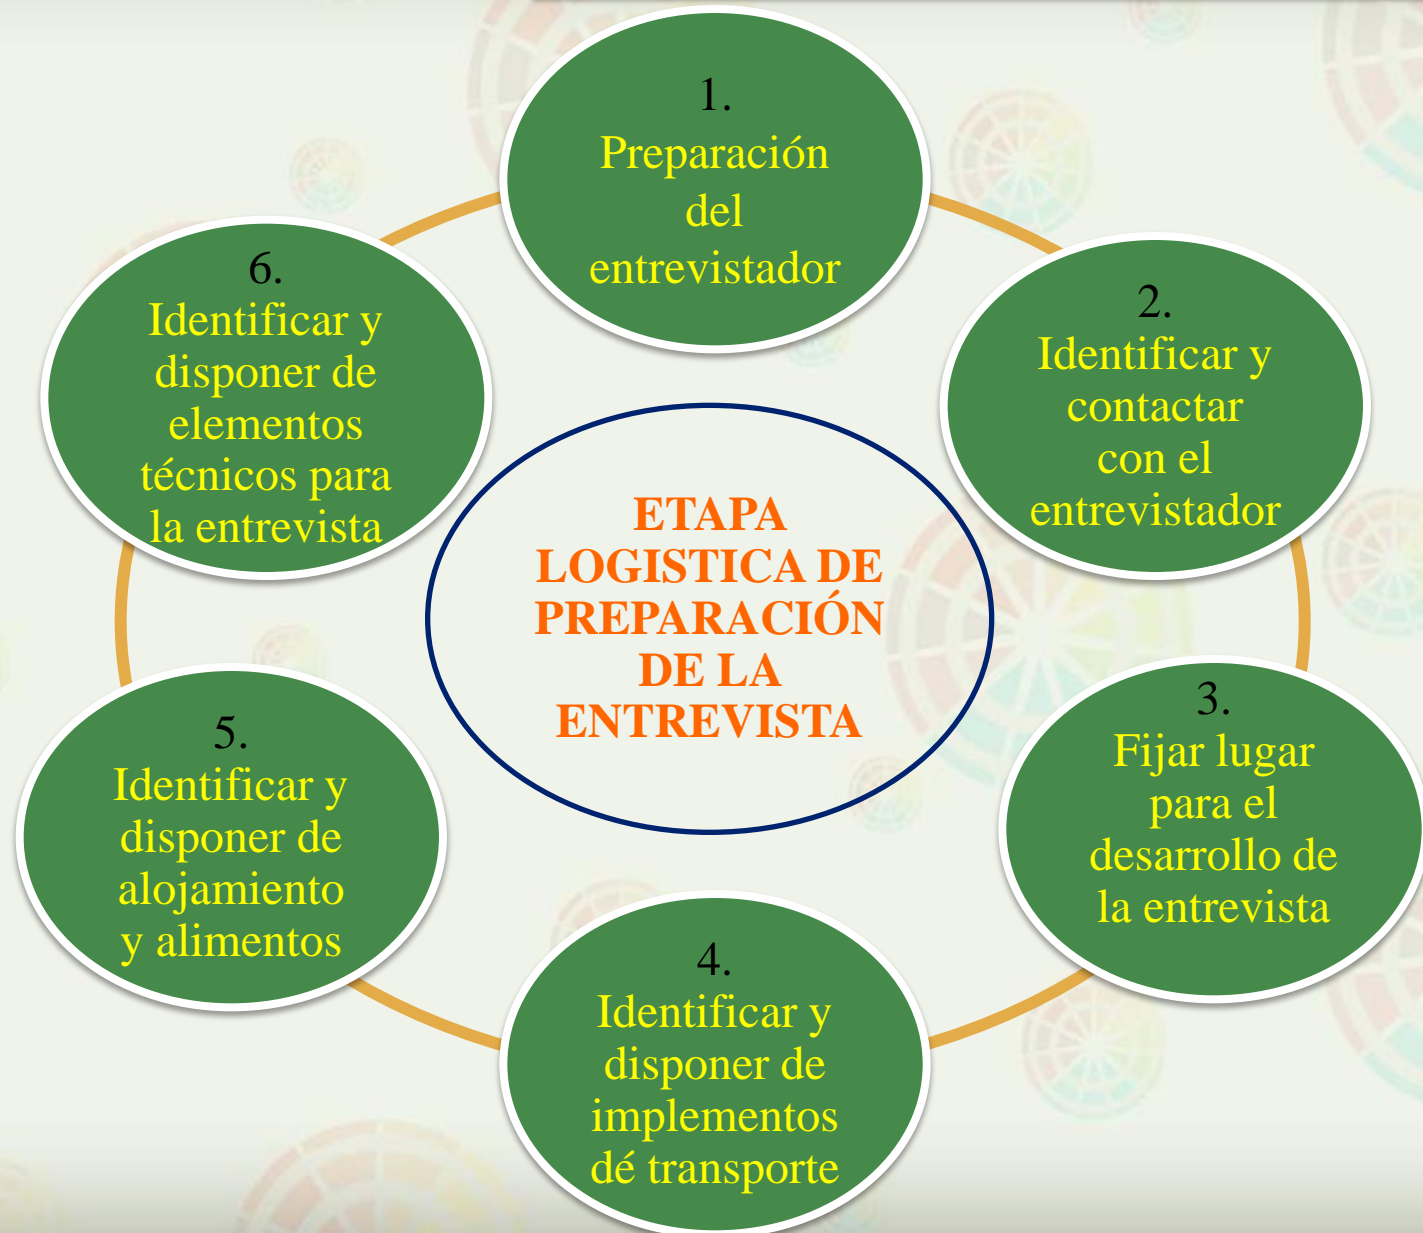 1.
Preparación
del
entrevistador
2.
Identificar y
contactar
con el
entrevistador
3.
Fijar lugar
para el
desarrollo de
la entrevista
4.
Identificar y
disponer de
implementos
dé transporte
5.
Identificar y
disponer de
alojamiento
y alimentos
6.
Identificar y
disponer de
elementos
técnicos para
la entrevista
ETAPA
LOGISTICA DE
PREPARACIÓN
DE LA
ENTREVISTA